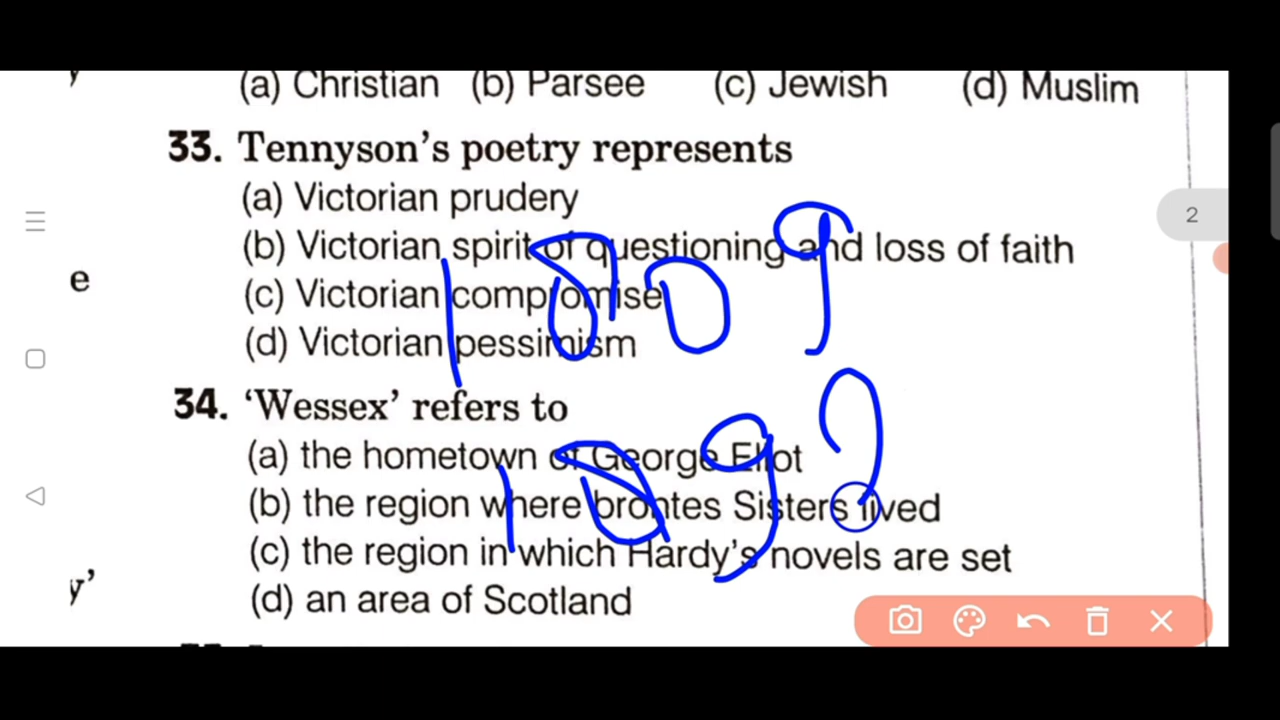 (a) Christian (b) Parsee (c) Jewish (d) Muslim
33. Tennyson's poetry represents
(a) Victorian prudery
(b) Victorian spirit of questioning and loss of faith
(c) Victorian compromise
(d) Victorian pessimism
1809
34. 'Wessex' refers to
(a) the hometown of George Eliot
(b) the region where brontes Sisters lived
(c) the region in which Hardy's novels are set
(d) an area of Scotland
189
2
e
y'